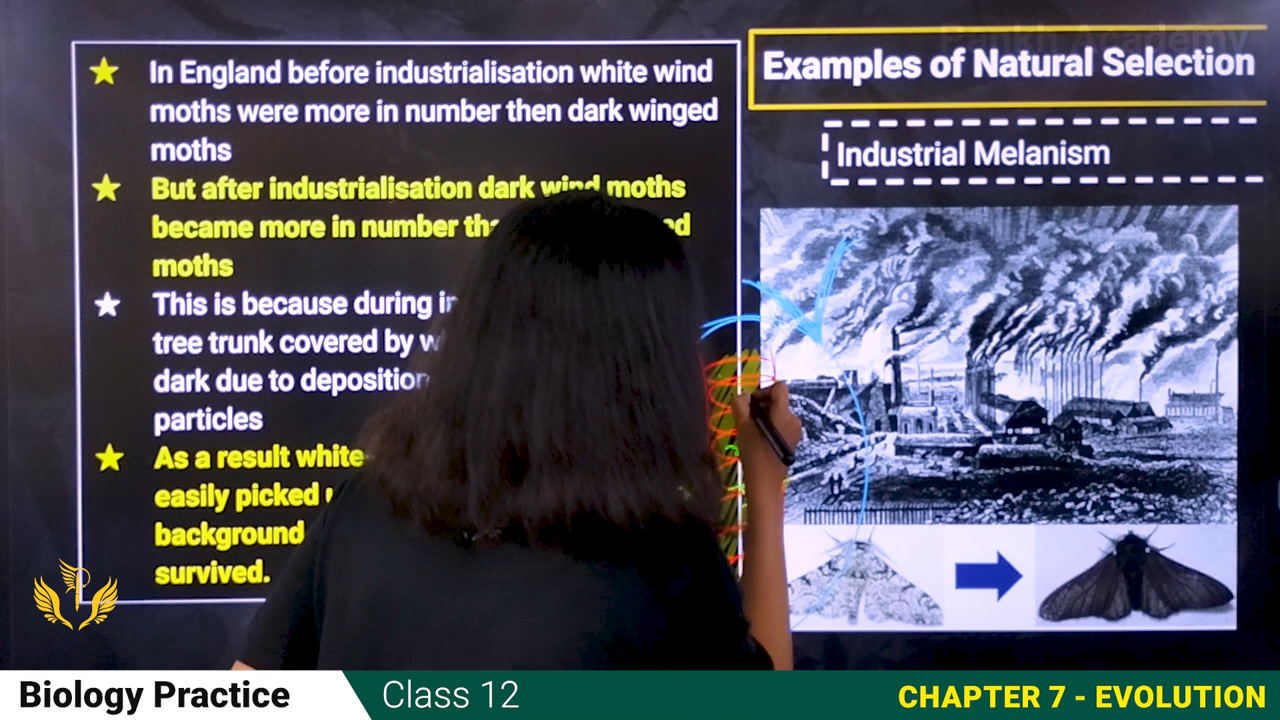 In England before industrialisation white wind
moths were more in number then dark winged
moths
But after industrialisation dark wind moths
became more in number
moths
This is because during
tree trunk covered by
dark due to deposition
particles
As a result white
easily picked
background
survived.
Examples of Natural Selection
Industrial Melanism
Biology Practice
Class 12
CHAPTER 7 - EVOLUTION